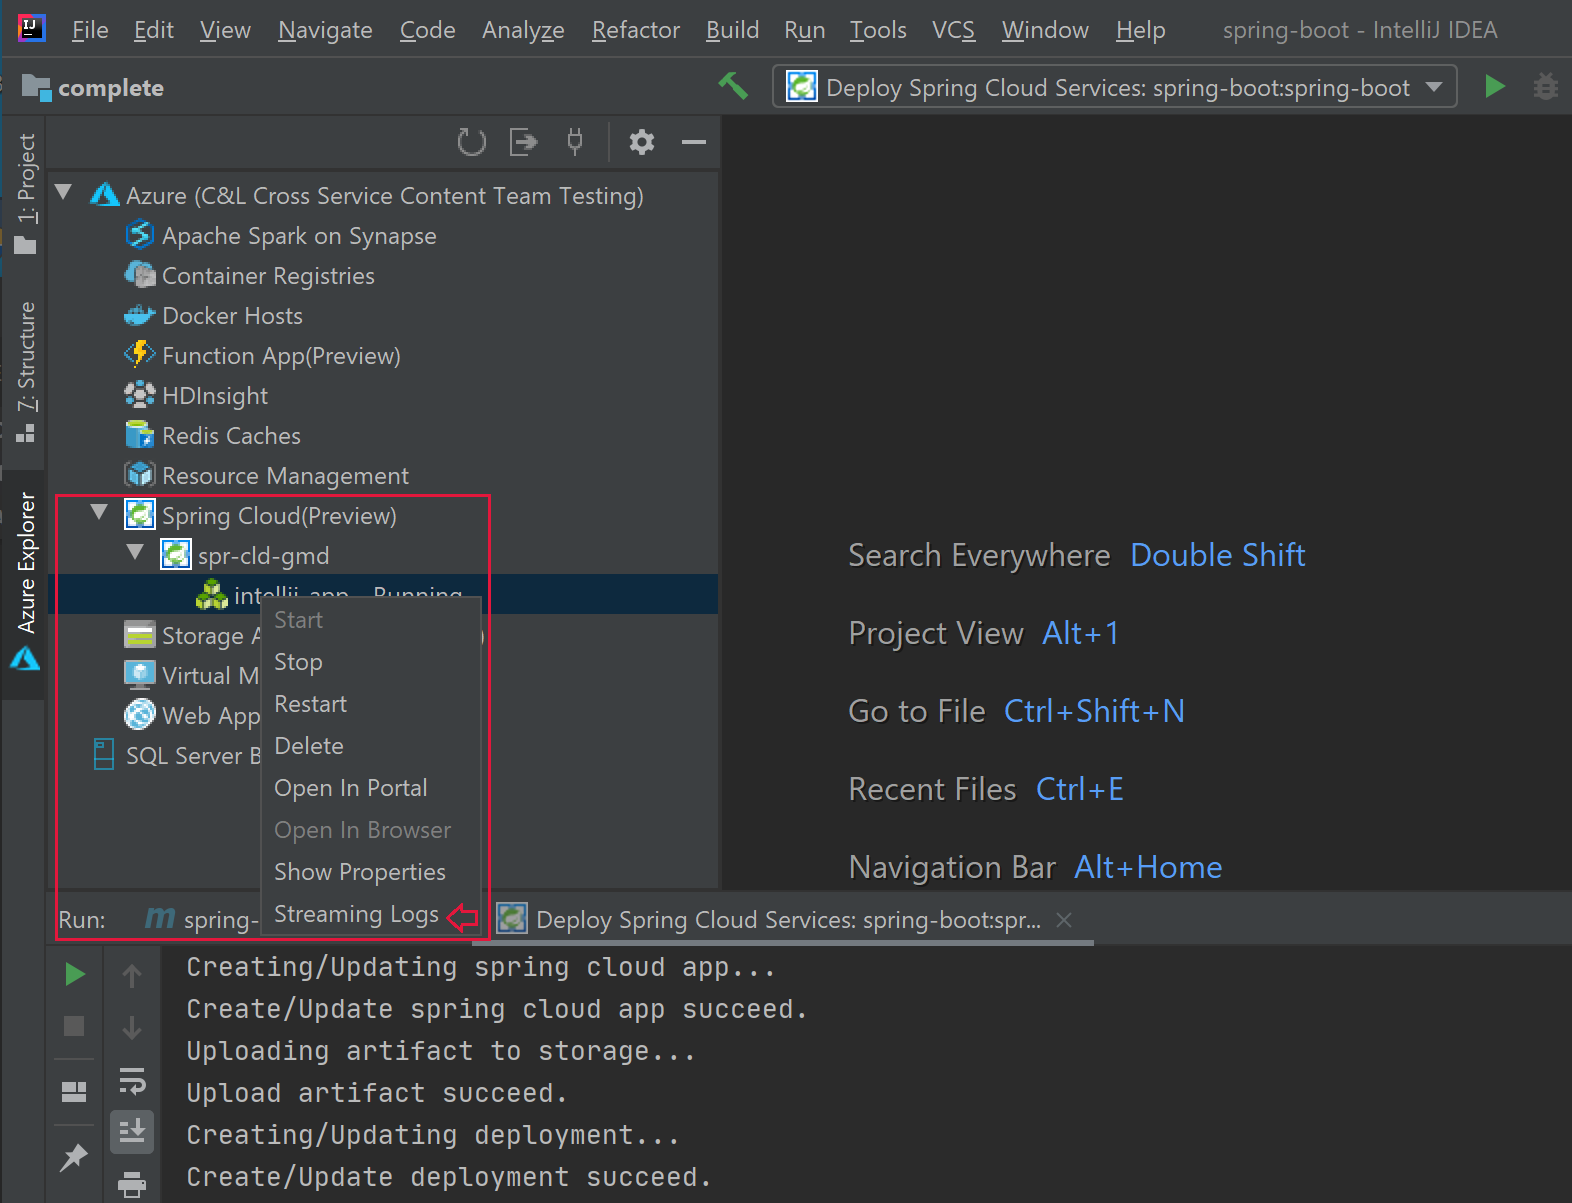 File Edit View Navigate Code Analyze Refactor Build Run Tools VCS Window Help spring-boot - IntelliJ IDEA
complete
Deploy Spring Cloud Services: spring-boot:spring-boot
1: Project
7: Structure
Azure Explorer
Azure (C&L Cross Service Content Team Testing)
Apache Spark on Synapse
Container Registries
Docker Hosts
Function App(Preview)
HDInsight
Redis Caches
Resource Management
Spring Cloud(Preview)
spr-cld-gmd
intellij-app - Running
Storage
Virtual M
Web App
SQL Server B
Start
Stop
Restart
Delete
Open In Portal
Open In Browser
Show Properties
Streaming Logs
Search Everywhere Double Shift
Project View Alt+1
Go to File Ctrl+Shift+N
Recent Files Ctrl+E
Navigation Bar Alt+Home
Run: m spring-
Deploy Spring Cloud Services: spring-boot:spr...
Creating/Updating spring cloud app...
Create/Update spring cloud app succeed.
Uploading artifact to storage...
Upload artifact succeed.
Creating/Updating deployment...
Create/Update deployment succeed.